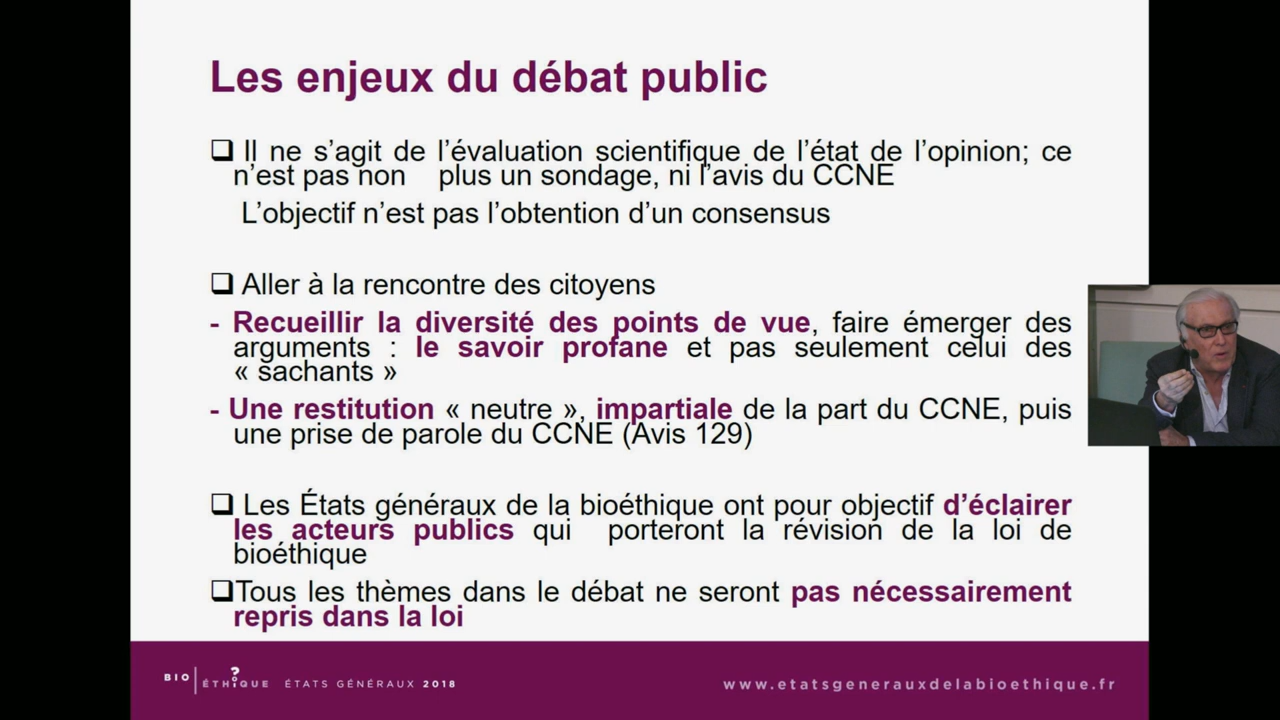 Les enjeux du débat public
❑ Il ne s’agit de l’évaluation scientifique de l’état de l’opinion; ce
n’est pas non plus un sondage, ni l’avis du CCNE
L’objectif n’est pas l’obtention d’un consensus
❑ Aller à la rencontre des citoyens
- Recueillir la diversité des points de vue, faire émerger des
arguments : le savoir profane et pas seulement celui des
« sachants »
- Une restitution « neutre », impartiale de la part du CCNE, puis
une prise de parole du CCNE (Avis 129)
❑ Les États généraux de la bioéthique ont pour objectif d’éclairer
les acteurs publics qui porteront la révision de la loi de
bioéthique
❑Tous les thèmes dans le débat ne seront pas nécessairement
repris dans la loi
BIO ÉTHIQUE ? ÉTATS GÉNÉRAUX 2018
www.etatsgenerauxdelabioethique.fr